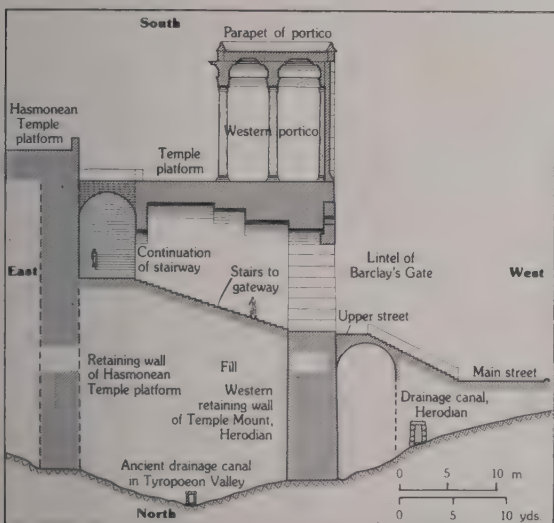 South
Parapet of portico
Hasmonean
Temple
platform
Western portico
Temple
platform
Continuation
of stairway
Lintel of
Barclay's Gate
East
West
Stairs to
gateway
Upper street
Retaining wall
of Hasmonean
Temple platform
Fill
Main street
Western
retaining wall
of Temple Mount,
Herodian
Drainage canal,
Herodian
Ancient drainage canal
in Tyropoeon Valley
0 5 10 m
North
0 5 10 yds